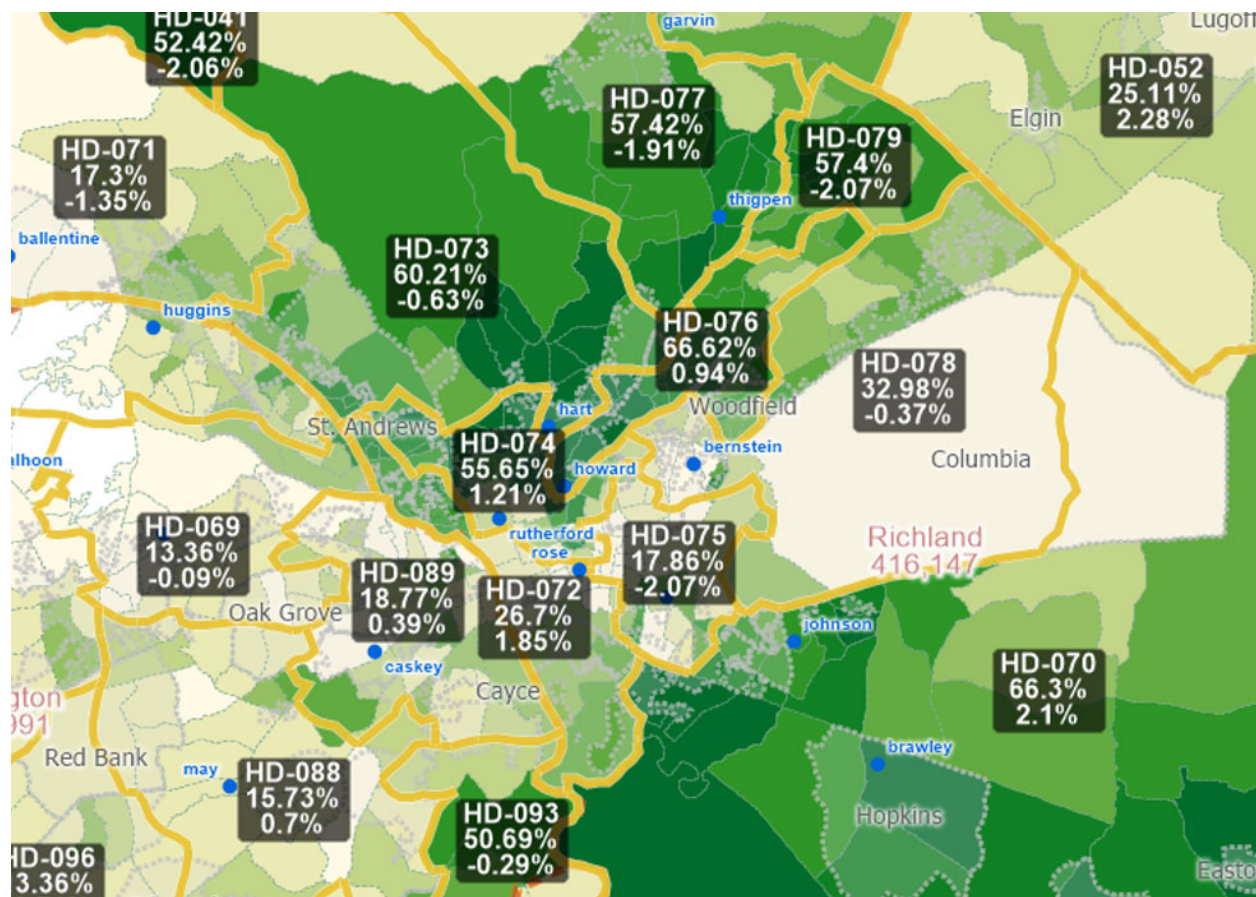 HD-041
52.42%
-2.06%
garvin
Lugoff
HD-077
57.42%
-1.91%
HD-052
25.11%
2.28%
Elgin
HD-071
17.3%
-1.35%
HD-079
57.4%
-2.07%
thigpen
ballentine
HD-073
60.21%
-0.63%
huggins
HD-076
66.62%
0.94%
HD-078
32.98%
-0.37%
Woodfield
hart
St. Andrews
HD-074
55.65%
1.21%
bernstein
howard
Columbia
alhoon
HD-069
13.36%
-0.09%
rutherford
rose
HD-075
17.86%
-2.07%
Richland
416,147
HD-089
18.77%
0.39%
HD-072
26.7%
1.85%
Oak Grove
johnson
caskey
HD-070
66.3%
2.1%
Cayce
gton
991
Red Bank
may
HD-088
15.73%
0.7%
brawley
HD-093
50.69%
-0.29%
Hopkins
HD-096
3.36%
Easto